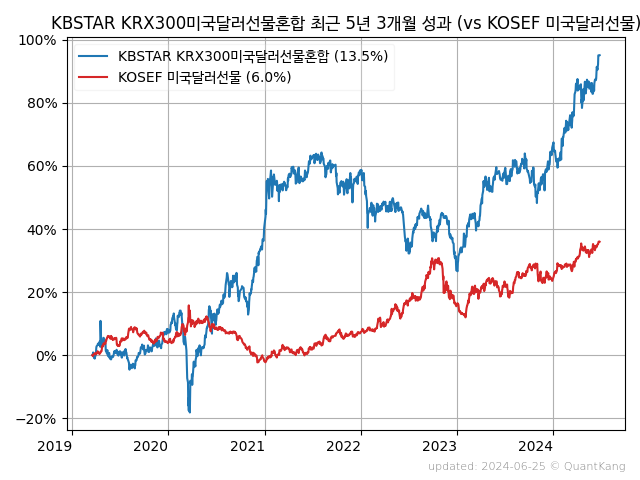 KBSTAR KRX300미국달러선물혼합 최근 5년 3개월 성과 (vs KOSEF 미국달러선물)
100%
80%
60%
40%
20%
0%
−20%
KBSTAR KRX300미국달러선물혼합 (13.5%)
KOSEF 미국달러선물 (6.0%)
2019 2020 2021 2022 2023 2024
updated: 2024-06-25 © QuantKang